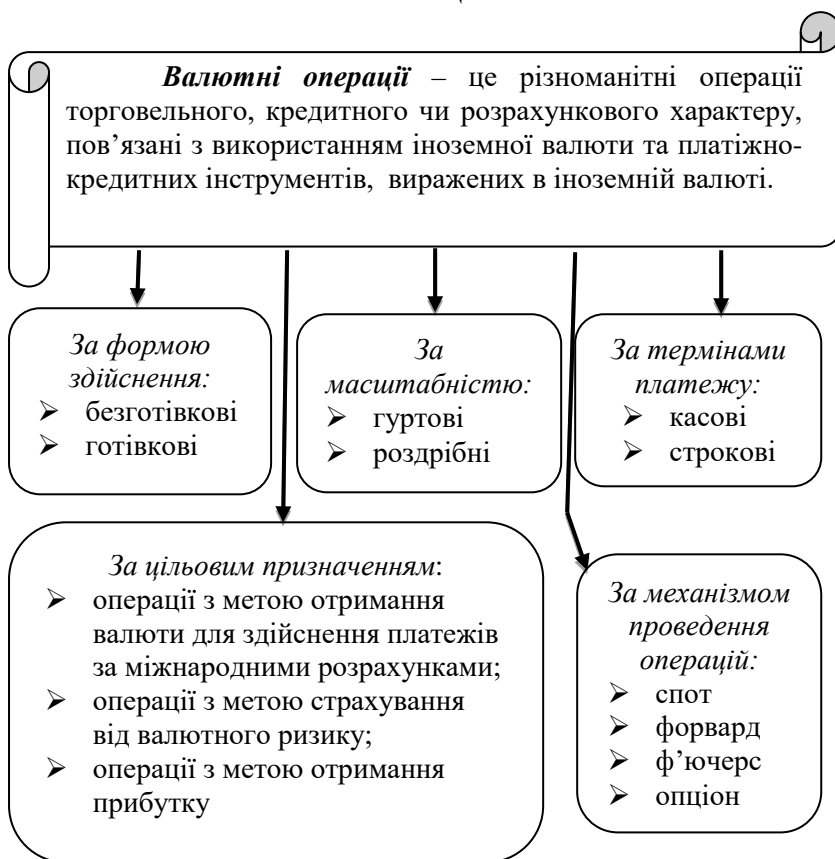 Валютні операції – це різноманітні операції
торговельного, кредитного чи розрахункового характеру,
пов’язані з використанням іноземної валюти та платіжно-
кредитних інструментів, виражених в іноземній валюті.
За формою
здійснення:
➢ безготівкові
➢ готівкові
За
масштабністю:
➢ гуртові
➢ роздрібні
За термінами
платежу:
➢ касові
➢ строкові
За цільовим призначенням:
➢ операції з метою отримання
валюти для здійснення платежів
за міжнародними розрахунками;
➢ операції з метою страхування
від валютного ризику;
➢ операції з метою отримання
прибутку
За механізмом
проведення
операцій:
➢ спот
➢ форвард
➢ ф’ючерс
➢ опціон